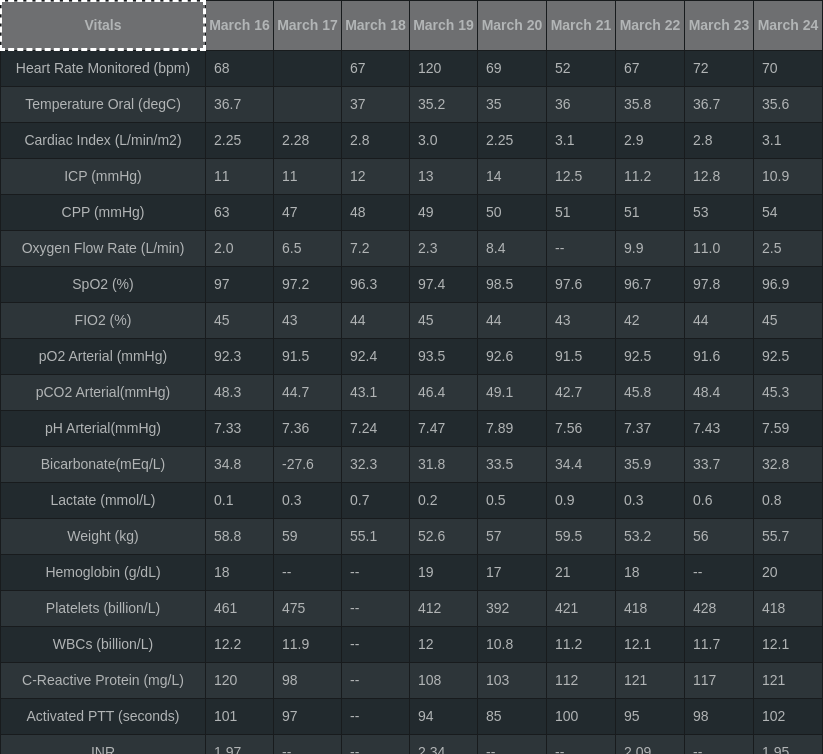 Vitals March 16 March 17 March 18 March 19 March 20 March 21 March 22 March 23 March 24
Heart Rate Monitored (bpm) 68 67 120 69 52 67 72 70
Temperature Oral (degC) 36.7 37 35.2 35 36 35.8 36.7 35.6
Cardiac Index (L/min/m2) 2.25 2.28 2.8 3.0 2.25 3.1 2.9 2.8 3.1
ICP (mmHg) 11 11 12 13 14 12.5 11.2 12.8 10.9
CPP (mmHg) 63 47 48 49 50 51 51 53 54
Oxygen Flow Rate (L/min) 2.0 6.5 7.2 2.3 8.4 -- 9.9 11.0 2.5
SpO2 (%) 97 97.2 96.3 97.4 98.5 97.6 96.7 97.8 96.9
FIO2 (%) 45 43 44 45 44 43 42 44 45
pO2 Arterial (mmHg) 92.3 91.5 92.4 93.5 92.6 91.5 92.5 91.6 92.5
pCO2 Arterial(mmHg) 48.3 44.7 43.1 46.4 49.1 42.7 45.8 48.4 45.3
pH Arterial(mmHg) 7.33 7.36 7.24 7.47 7.89 7.56 7.37 7.43 7.59
Bicarbonate(mEq/L) 34.8 -27.6 32.3 31.8 33.5 34.4 35.9 33.7 32.8
Lactate (mmol/L) 0.1 0.3 0.7 0.2 0.5 0.9 0.3 0.6 0.8
Weight (kg) 58.8 59 55.1 52.6 57 59.5 53.2 56 55.7
Hemoglobin (g/dL) 18 -- -- 19 17 21 18 -- 20
Platelets (billion/L) 461 475 -- 412 392 421 418 428 418
WBCs (billion/L) 12.2 11.9 -- 12 10.8 11.2 12.1 11.7 12.1
C-Reactive Protein (mg/L) 120 98 -- 108 103 112 121 117 121
Activated PTT (seconds) 101 97 -- 94 85 100 95 98 102
INR 1.97 -- -- 2.34 -- -- 2.09 -- 1.95